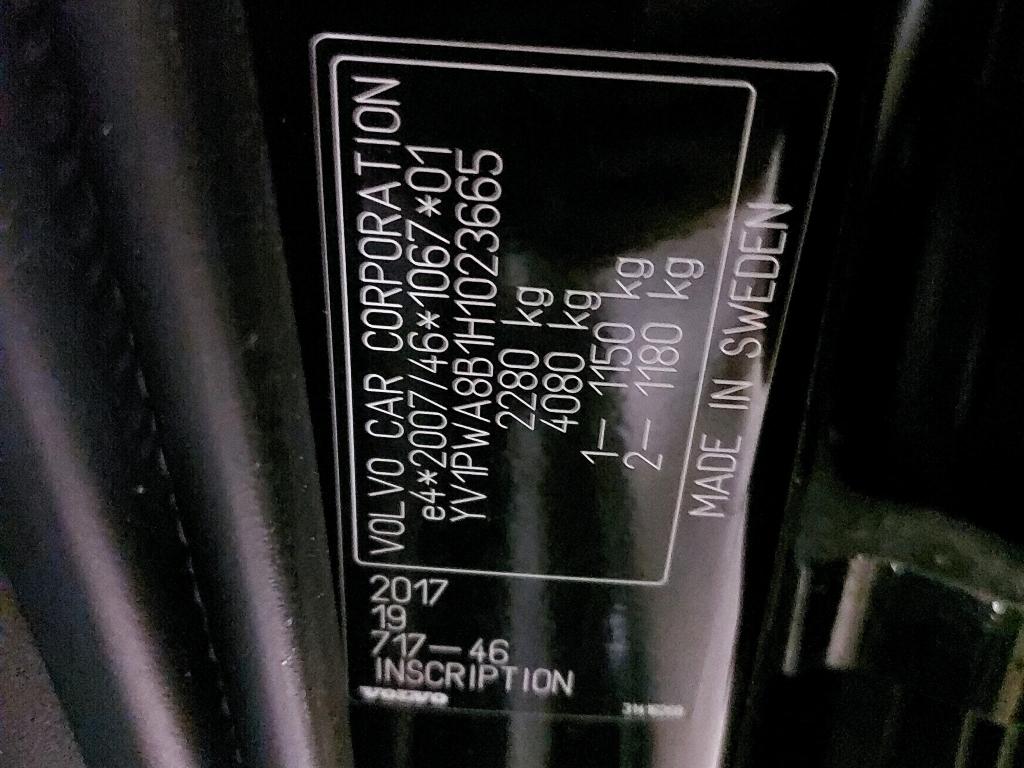 VOLVO CAR CORPORATION
e4*2007/46*1067*01
YV1PWA8B1H1023665
2280 kg
4080 kg
1— 1150 kg
2— 1180 kg
MADE IN SWEDEN
2017
19
717—46
INSCRIPTION
VOLVO